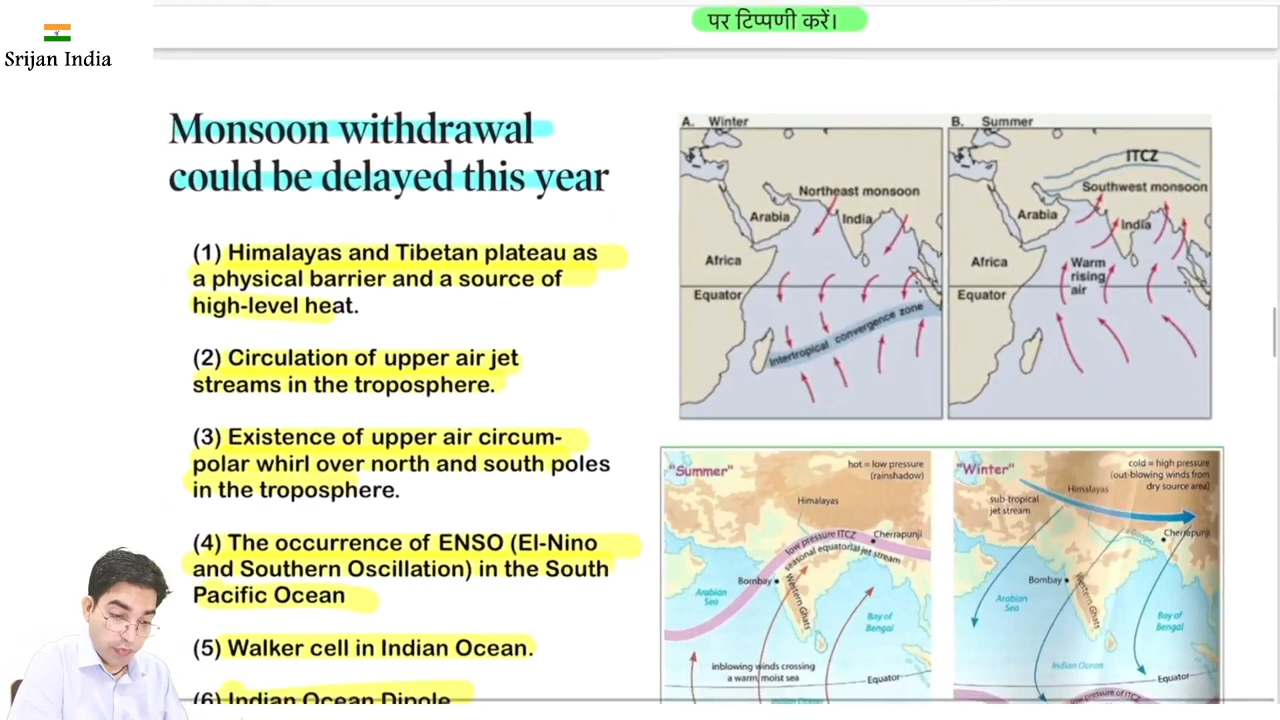 पर टिप्पणी करें।
Srijan India
Monsoon withdrawal
could be delayed this year
(1) Himalayas and Tibetan plateau as
a physical barrier and a source of
high-level heat.
(2) Circulation of upper air jet
streams in the troposphere.
(3) Existence of upper air circum-
polar whirl over north and south poles
in the troposphere.
(4) The occurrence of ENSO (El-Nino
and Southern Oscillation) in the South
Pacific Ocean
(5) Walker cell in Indian Ocean.
(6) Indian Ocean Dipole
A. Winter
Northeast monsoon
Arabia
India
Africa
Equator
Intertropical convergence zone
B. Summer
ITCZ
Southwest monsoon
Arabia
India
Africa
Warm
rising
air
Equator
"Summer"
hot = low pressure
(rainshadow)
Himalayas
low pressure ITCZ
Cherrapunji
seasonal equatorial jet stream
Bombay
Western Ghats
Arabian
Sea
Bay of
Bengal
inblowing winds crossing
a warm, moist sea
Equator
"Winter"
cold = high pressure
(out-blowing winds from
dry source area)
sub-tropical
jet stream
Himalayas
Cherrapunji
Bombay
Western Ghats
Arabian
Sea
Bay of
Bengal
Indian Ocean
Equator
low pressure of ITCZ